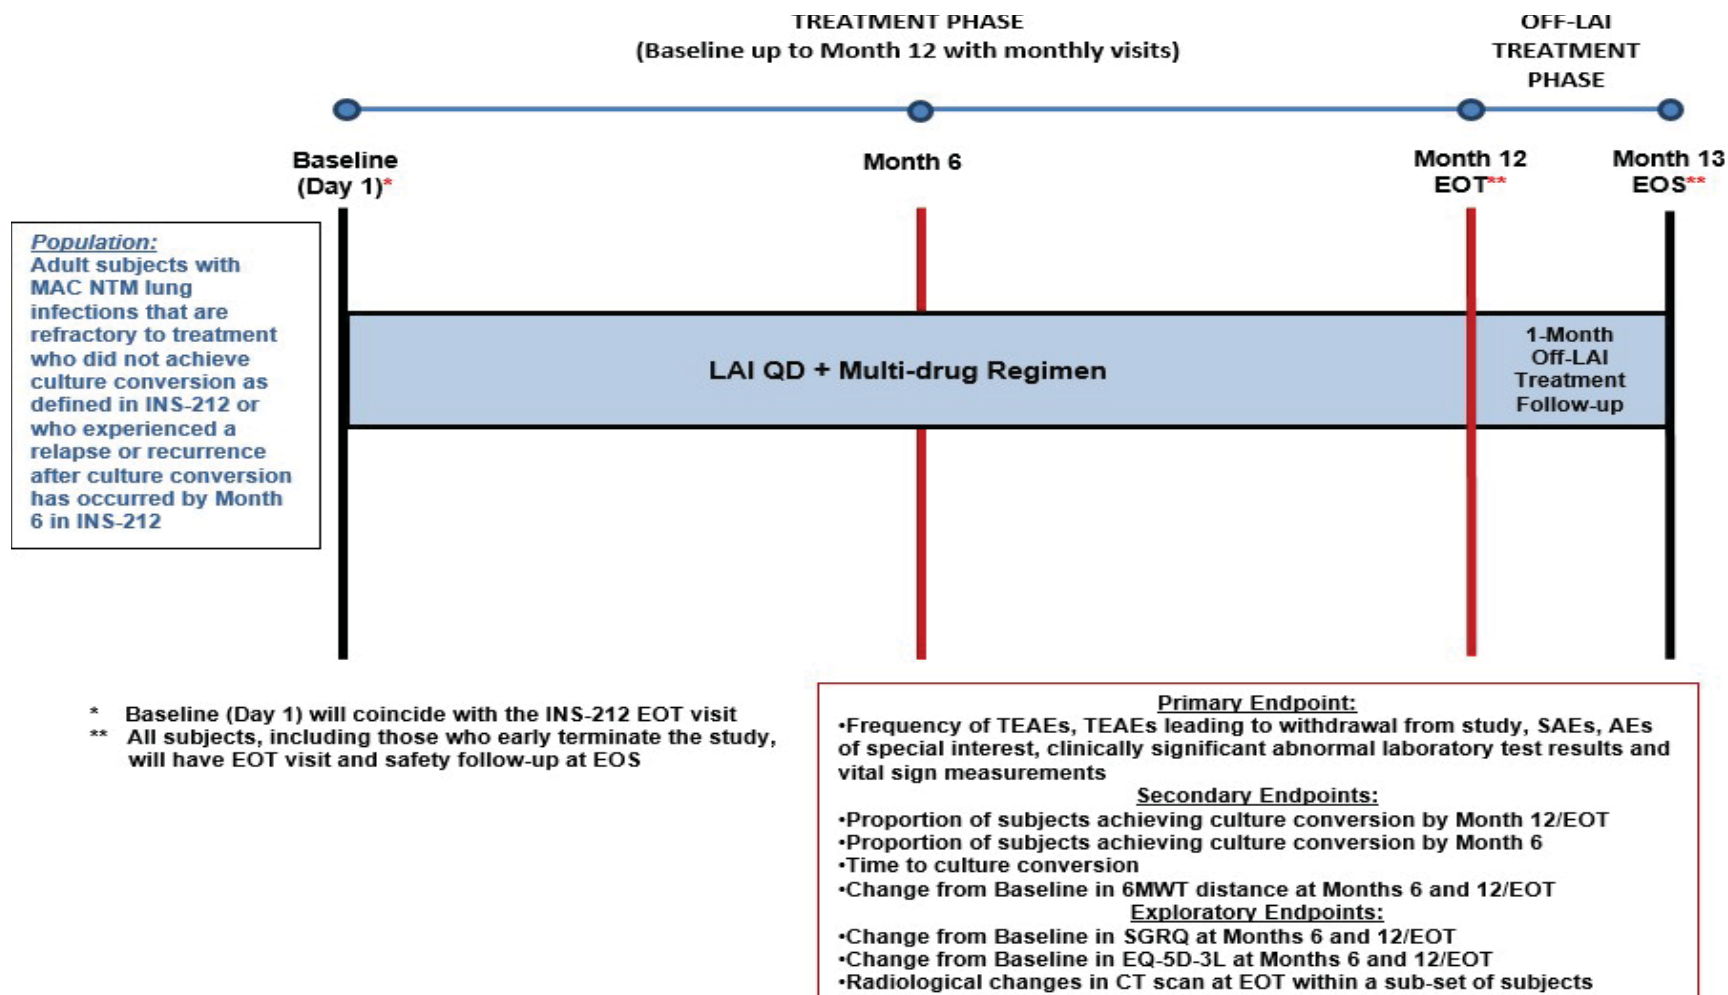 TREATMENT PHASE
(Baseline up to Month 12 with monthly visits)
OFF-LAI
TREATMENT
PHASE
Baseline
(Day 1)*
Month 6
Month 12
EOT**
Month 13
EOS**
Population:
Adult subjects with
MAC NTM lung
infections that are
refractory to treatment
who did not achieve
culture conversion as
defined in INS-212 or
who experienced a
relapse or recurrence
after culture conversion
has occurred by Month
6 in INS-212
LAI QD + Multi-drug Regimen
1-Month
Off-LAI
Treatment
Follow-up
* Baseline (Day 1) will coincide with the INS-212 EOT visit
** All subjects, including those who early terminate the study,
will have EOT visit and safety follow-up at EOS
Primary Endpoint:
•Frequency of TEAEs, TEAEs leading to withdrawal from study, SAEs, AEs
of special interest, clinically significant abnormal laboratory test results and
vital sign measurements
Secondary Endpoints:
•Proportion of subjects achieving culture conversion by Month 12/EOT
•Proportion of subjects achieving culture conversion by Month 6
•Time to culture conversion
•Change from Baseline in 6MWT distance at Months 6 and 12/EOT
Exploratory Endpoints:
•Change from Baseline in SGRQ at Months 6 and 12/EOT
•Change from Baseline in EQ-5D-3L at Months 6 and 12/EOT
•Radiological changes in CT scan at EOT within a sub-set of subjects